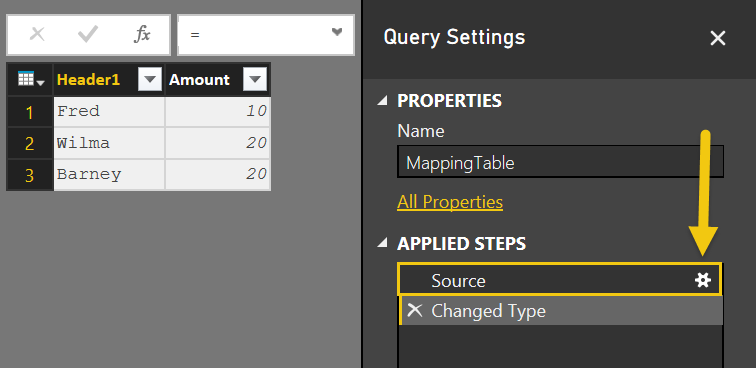 fx =
Header1 Amount
1 Fred 10
2 Wilma 20
3 Barney 20
Query Settings
PROPERTIES
Name
MappingTable
All Properties
APPLIED STEPS
Source
Changed Type